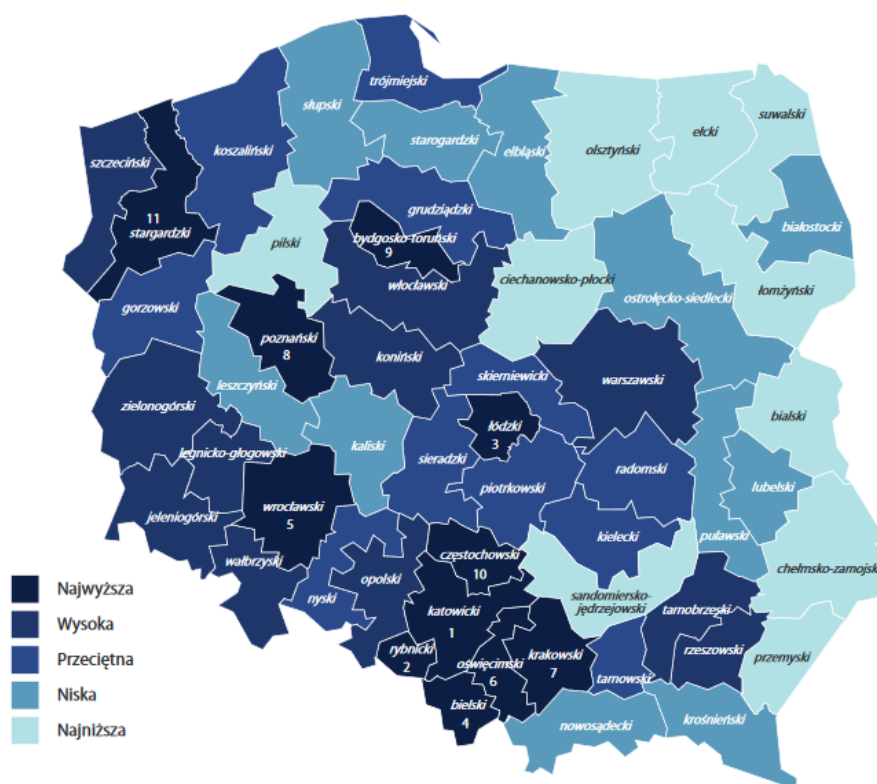 trójmiejski
słupski
suwalski
koszaliński
starogardzki
elbląski
olsztyński
ełcki
szczeciński
grudziądzki
białostocki
11
stargardzki
pilski
bydgosko-toruński
9
ciechanowsko-płocki
włocławski
ostrołęcko-siedlecki
łomżyński
gorzowski
poznański
8
koniński
skierniewicki
warszawski
leszczyński
zielonogórski
bialski
łódzki
3
kaliski
legnicko-głogowski
sieradzki
radomski
piotrkowski
lubelski
wrocławski
5
jeleniogórski
kielecki
puławski
wałbrzyski
częstochowski
10
opolski
chełmsko-zamojsk
nyski
sandomiersko-
jędrzejowski
katowicki
1
tarnobrzeski
rybnicki
2
oświęcimski
6
krakowski
7
rzeszowski
przemyski
tarnowski
bielski
4
nowosądecki
krośnieński
Najwyższa
Wysoka
Przeciętna
Niska
Najniższa